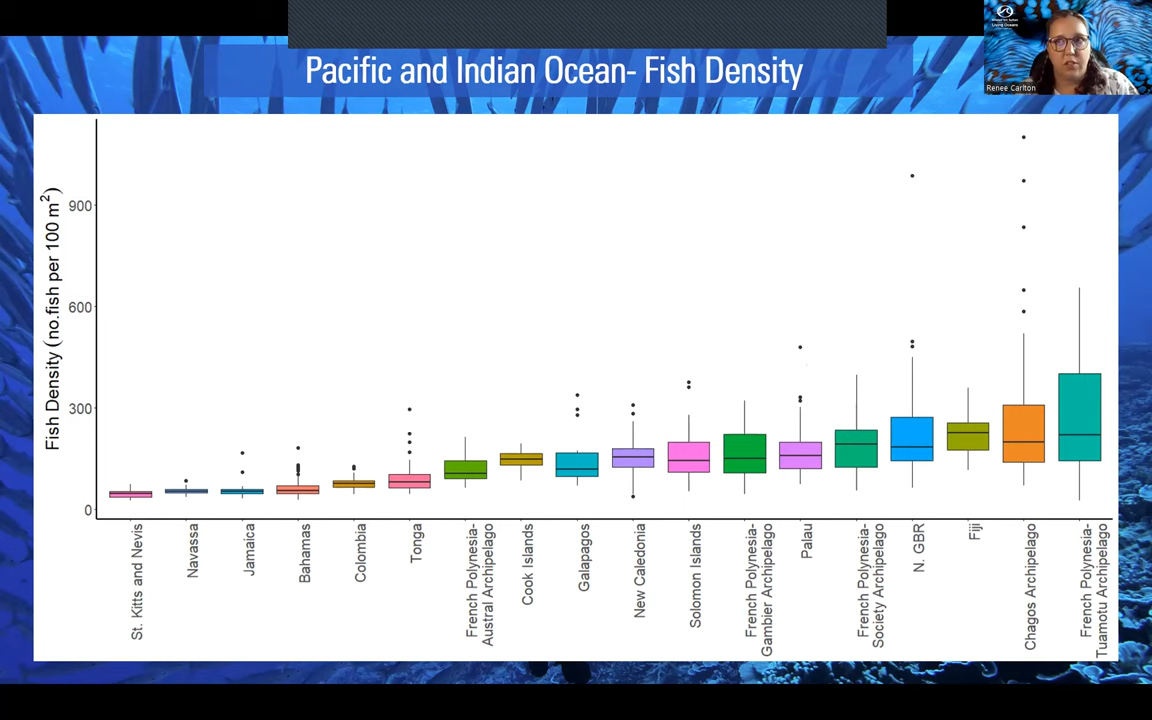 Pacific and Indian Ocean- Fish Density
Living Oceans
Renee Carlton
Fish Density (no.fish per 100 m²)
900
600
300
0
St. Kitts and Nevis
Navassa
Jamaica
Bahamas
Colombia
Tonga
French Polynesia-
Austral Archipelago
Cook Islands
Galapagos
New Caledonia
Solomon Islands
French Polynesia-
Gambier Archipelago
Palau
French Polynesia-
Society Archipelago
N. GBR
Fiji
Chagos Archipelago
French Polynesia-
Tuamotu Archipelago